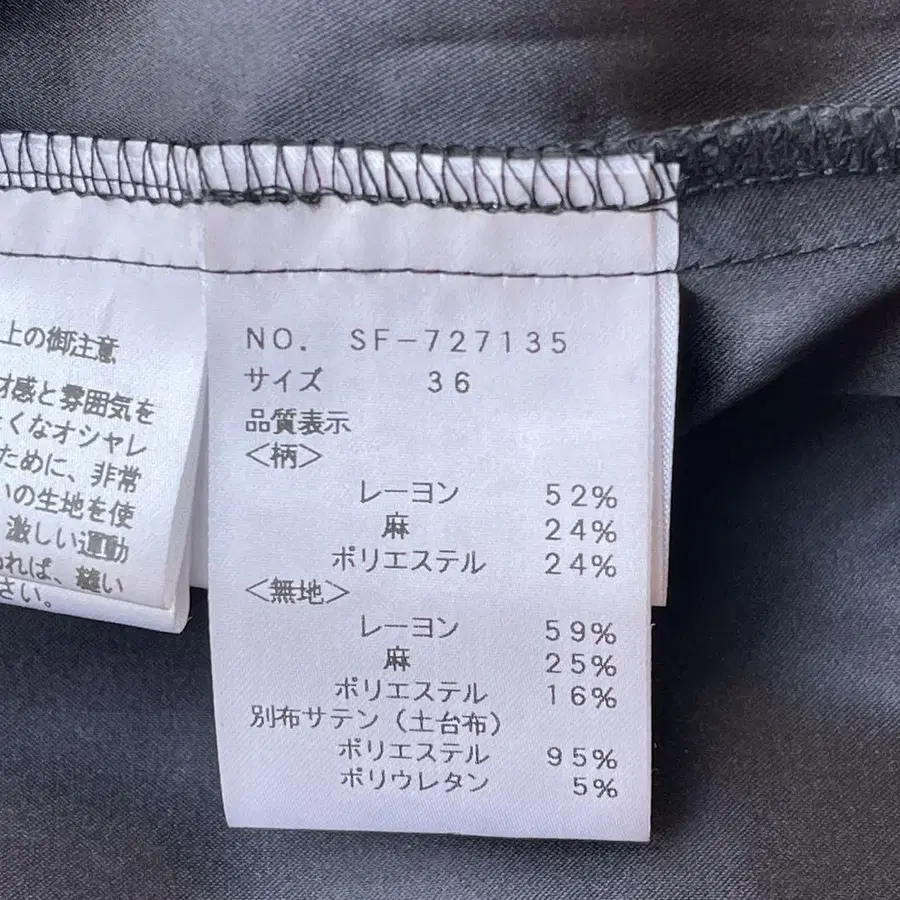 上の御注意
材感と雰囲気を
くなオシャレ
ために、非常
いの生地を使
激しい運動
れば、縫い
さい。
NO. SF-727135
サイズ 36
品質表示
<柄>
レーヨン 52%
麻 24%
ポリエステル 24%
<無地>
レーヨン 59%
麻 25%
ポリエステル 16%
別布サテン(土台布)
ポリエステル 95%
ポリウレタン 5%